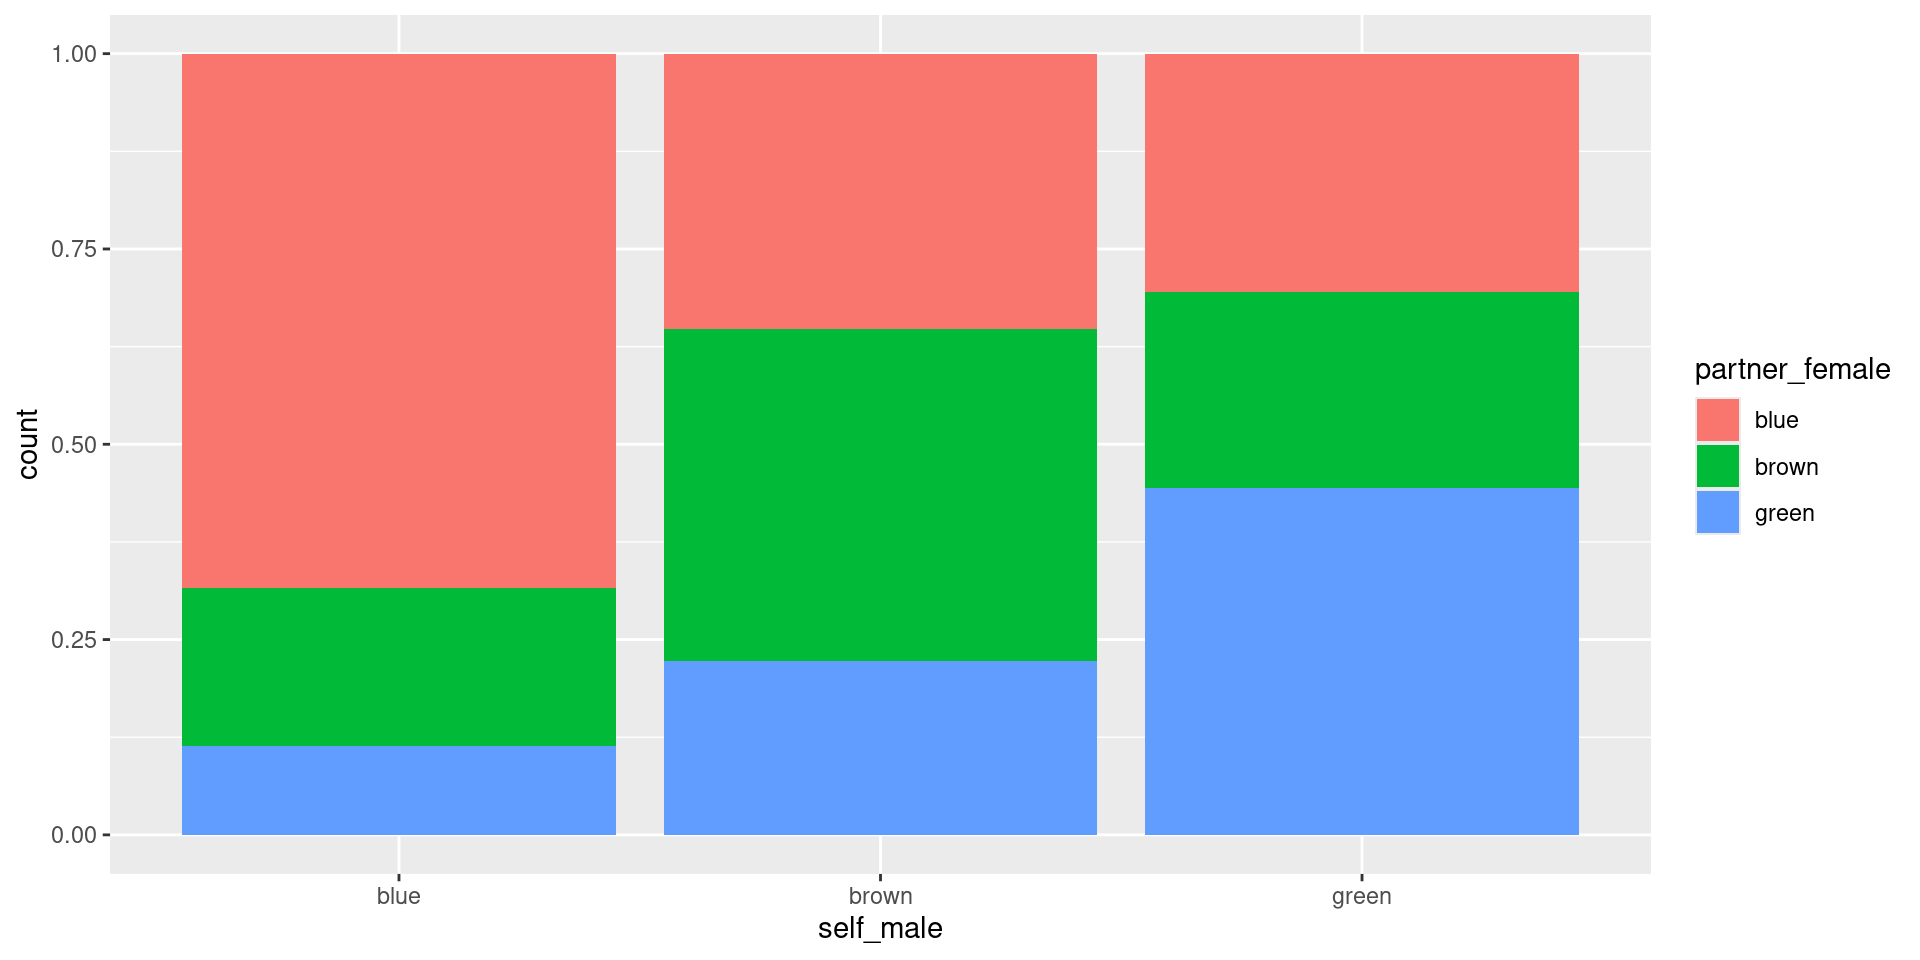 1.00
0.75
0.50
0.25
0.00
count
blue
brown
green
self_male
partner_female
blue
brown
green